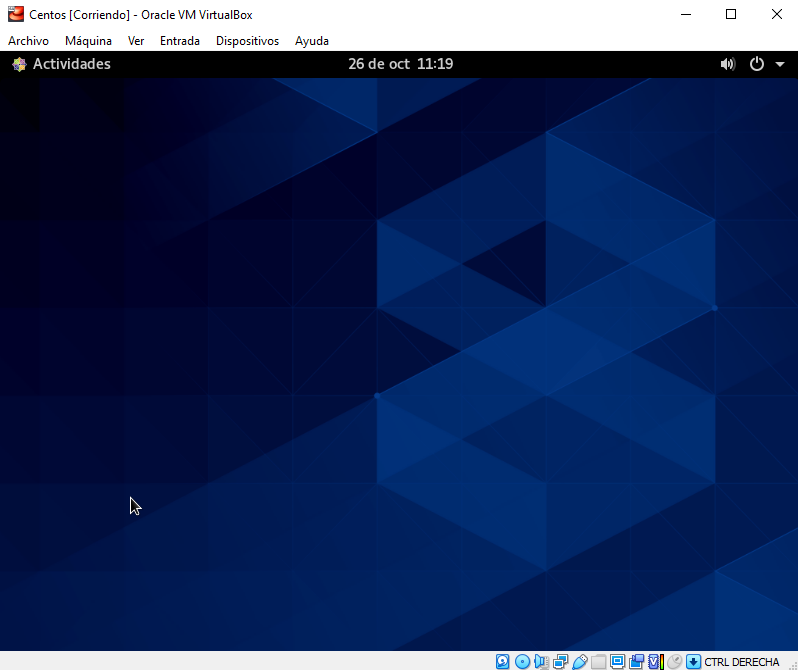 Centos [Corriendo] - Oracle VM VirtualBox
Archivo Máquina Ver Entrada Dispositivos Ayuda
Actividades 26 de oct 11:19
CTRL DERECHA